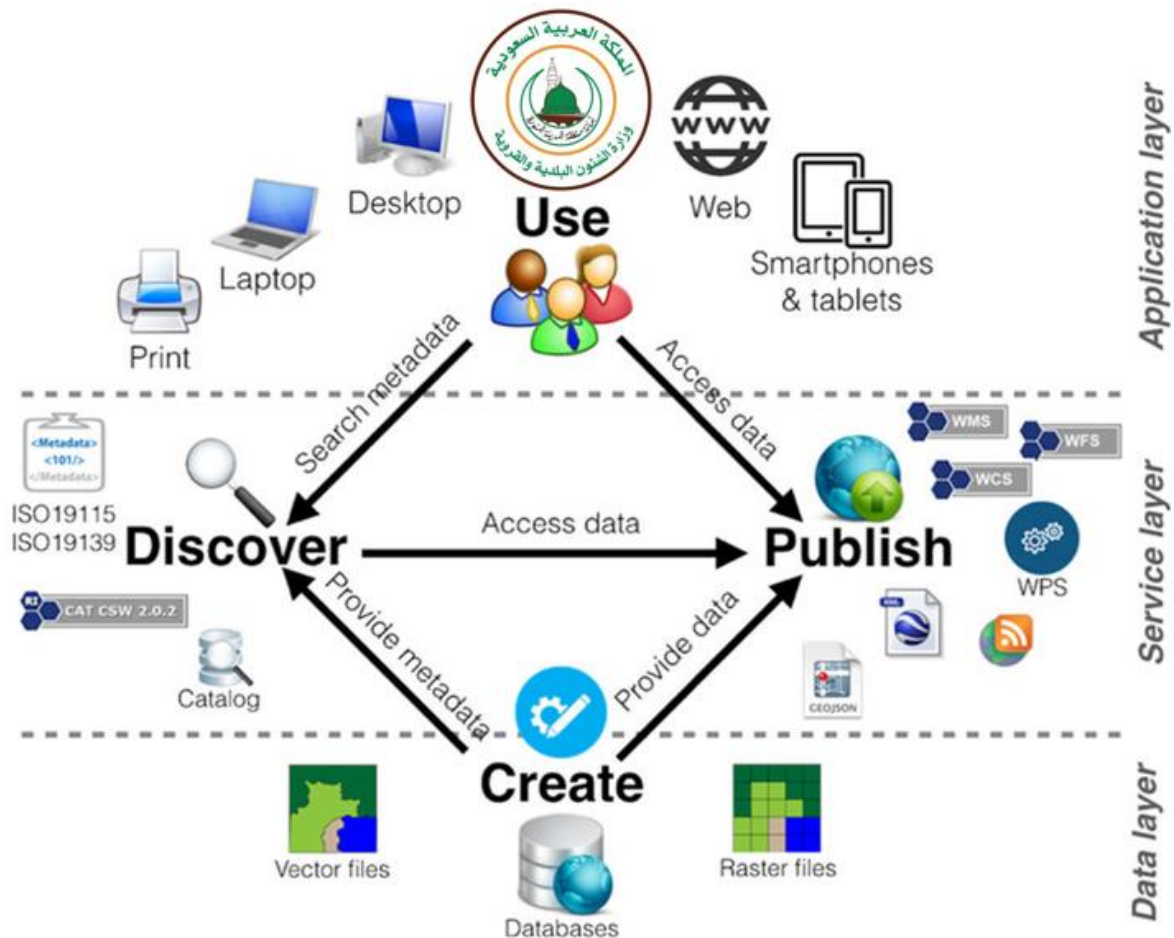 المملكة العربية السعودية
وزارة الشئون البلدية والقروية
Use
Desktop
Laptop
Print
WWW
Web
Smartphones
& tablets
Application layer
Search metadata
Access data
<Metadata>
<101/>
</Metadata>
ISO19115
ISO19139
Discover
RI
CAT CSW 2.0.2
Catalog
Access data
Publish
WMS
WFS
WCS
WPS
GEOJSON
Service layer
Provide metadata
Provide data
Create
Vector files
Databases
Raster files
Data layer